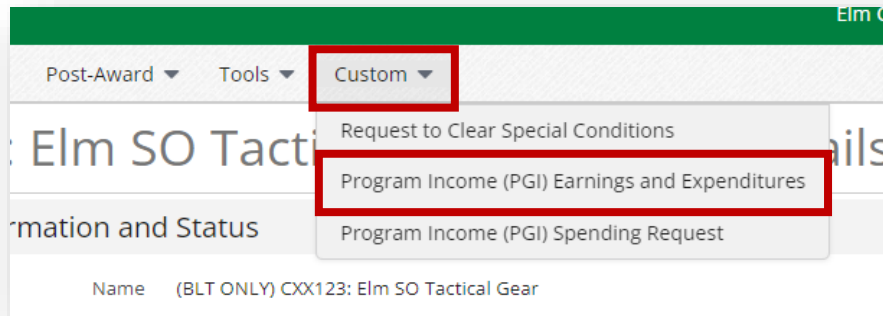 Elm
Post-Award Tools Custom
Request to Clear Special Conditions
: Elm SO Tacti ils
Program Income (PGI) Earnings and Expenditures
rmation and Status
Program Income (PGI) Spending Request
Name (BLT ONLY) CXX123: Elm SO Tactical Gear